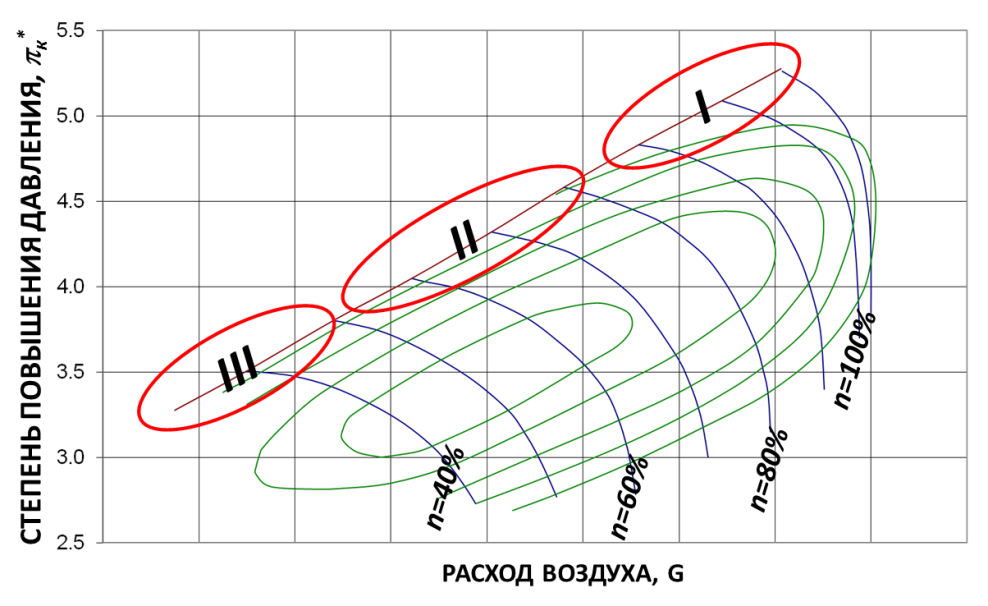 СТЕПЕНЬ ПОВЫШЕНИЯ ДАВЛЕНИЯ, πк*
5.5
5.0
4.5
4.0
3.5
3.0
2.5
I
II
III
n=40%
n=60%
n=80%
n=100%
РАСХОД ВОЗДУХА, G